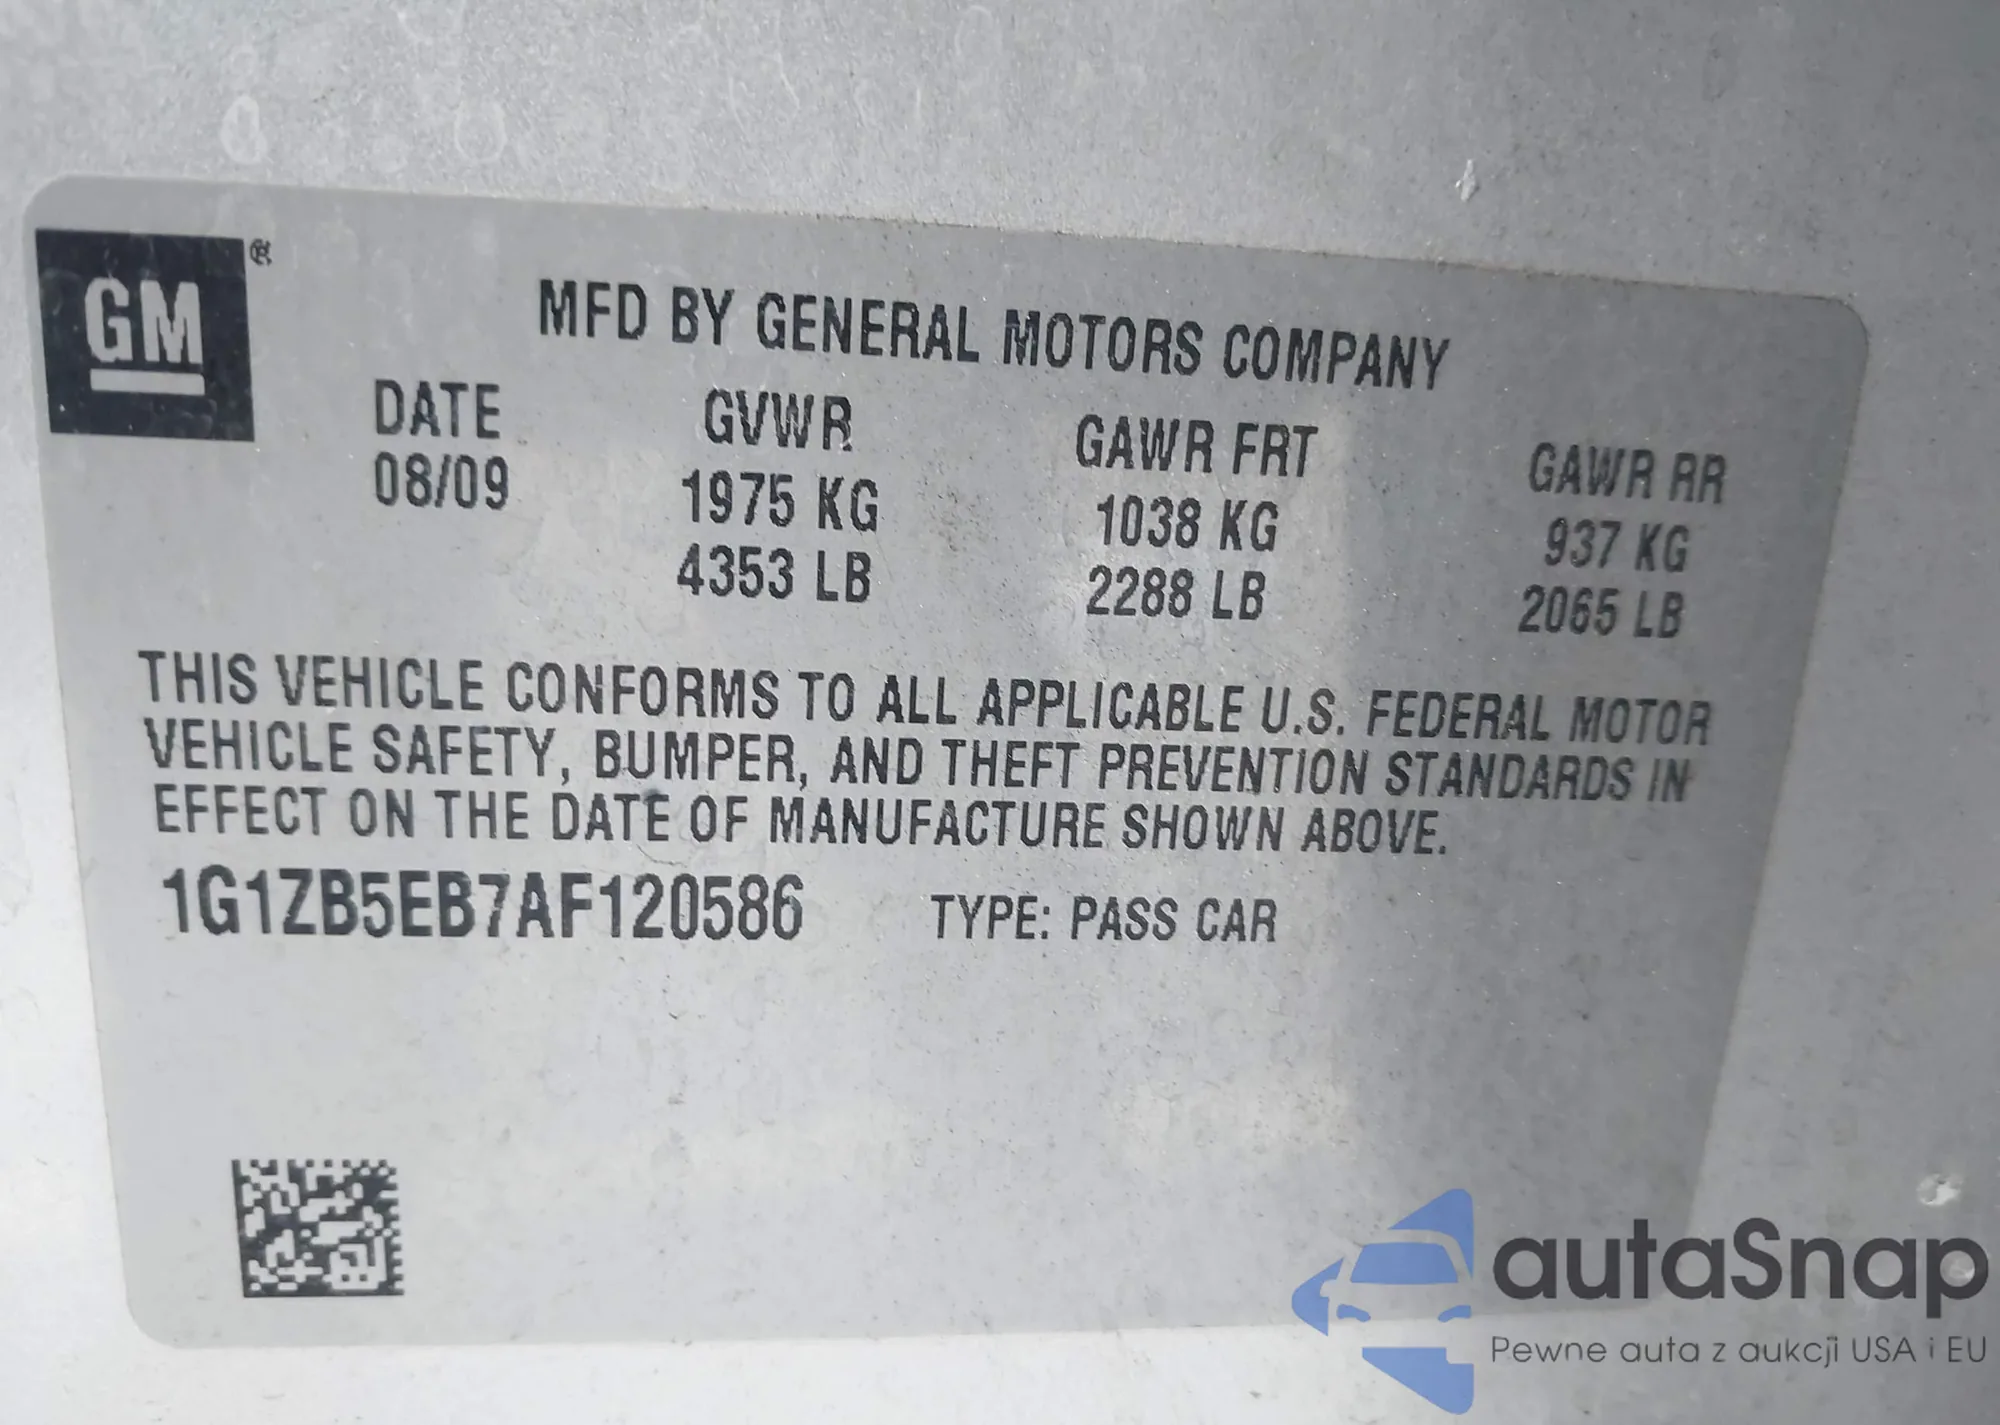 GM®
MFD BY GENERAL MOTORS COMPANY
DATE GVWR GAWR FRT GAWR RR
08/09 1975 KG 1038 KG 937 KG
4353 LB 2288 LB 2065 LB
THIS VEHICLE CONFORMS TO ALL APPLICABLE U.S. FEDERAL MOTOR
VEHICLE SAFETY, BUMPER, AND THEFT PREVENTION STANDARDS IN
EFFECT ON THE DATE OF MANUFACTURE SHOWN ABOVE.
1G1ZB5EB7AF120586 TYPE: PASS CAR
autaSnap
Pewne auta z aukcji USA i EU